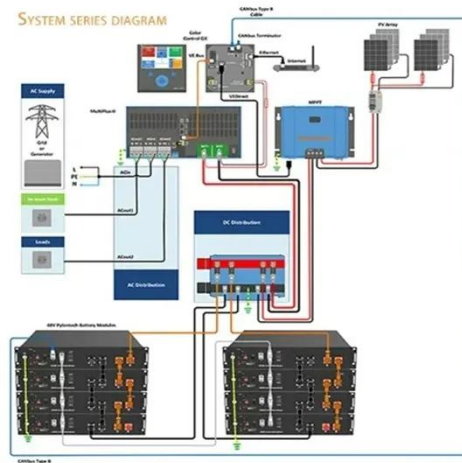 SYSTEM SERIES DIAGRAM
CANbus Type B
Cable
PV Array
Color
Control GX
CANbus Terminator
VE.Bus
Ethernet
Internet
VE.Direct
AC Supply
MultiPlus-II
MPPT
Grid
or
Generator
L
PE
N
ACin
ACout1
Loads
ACout2
DC Distribution
AC Distribution
48V Pylontech Battery Modules
CANbus Type B